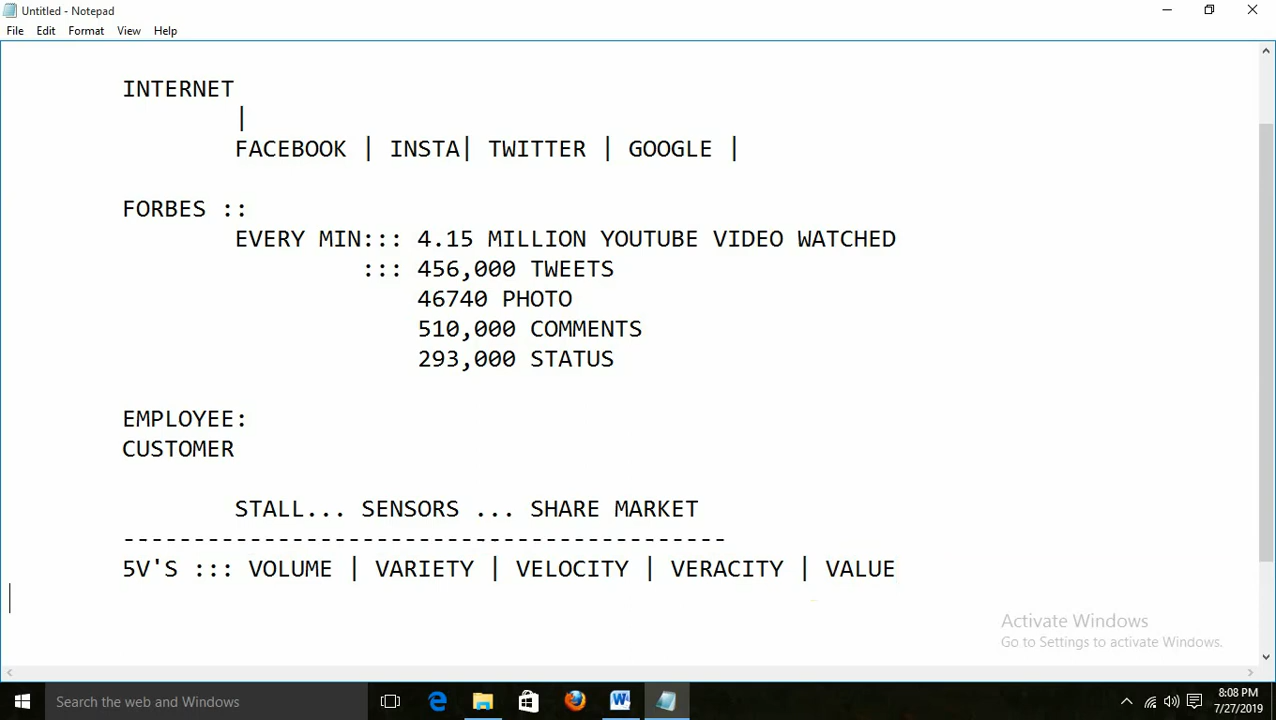 Untitled - Notepad
File Edit Format View Help
INTERNET
|
FACEBOOK | INSTA| TWITTER | GOOGLE |
FORBES ::
EVERY MIN::: 4.15 MILLION YOUTUBE VIDEO WATCHED
::: 456,000 TWEETS
46740 PHOTO
510,000 COMMENTS
293,000 STATUS
EMPLOYEE:
CUSTOMER
STALL... SENSORS ... SHARE MARKET
-------------------------------------------
5V'S ::: VOLUME | VARIETY | VELOCITY | VERACITY | VALUE
Activate Windows
Go to Settings to activate Windows.
Search the web and Windows
8:08 PM
7/27/2019